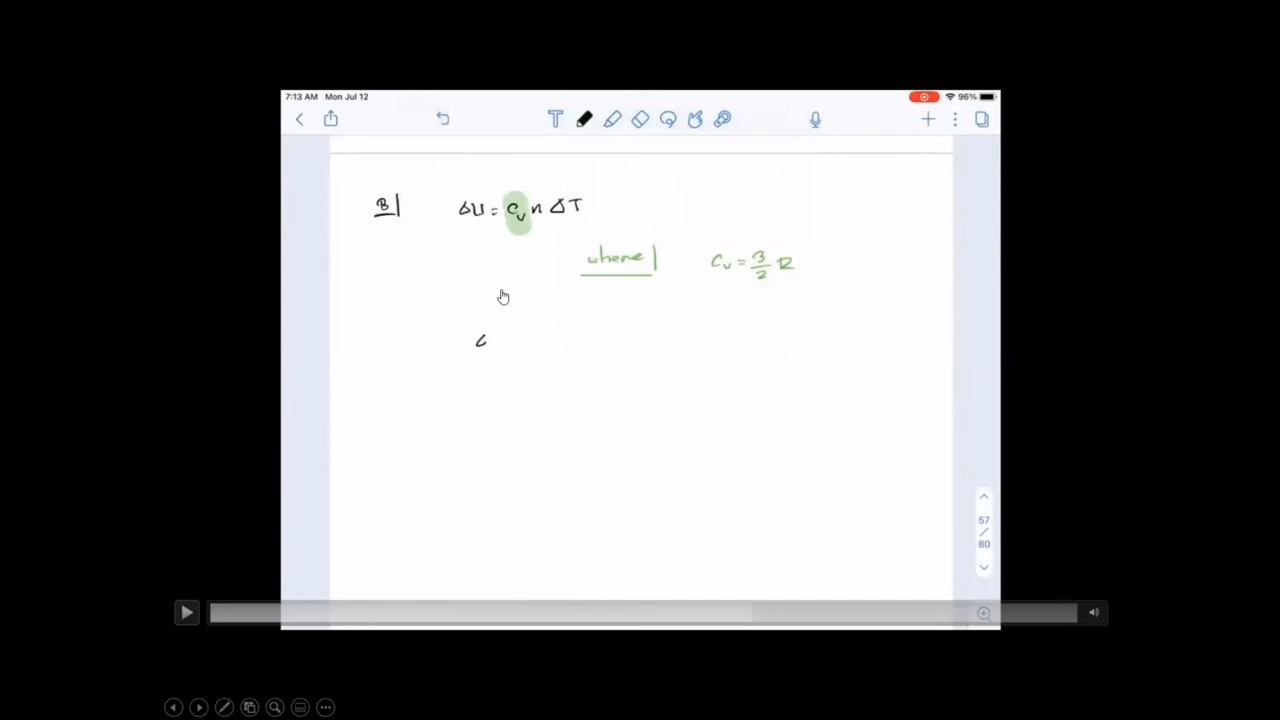 7:13 AM Mon Jul 12
96%
B ΔU = Cv n ΔT
where Cv = 3/2 R
Δ
57
/
80